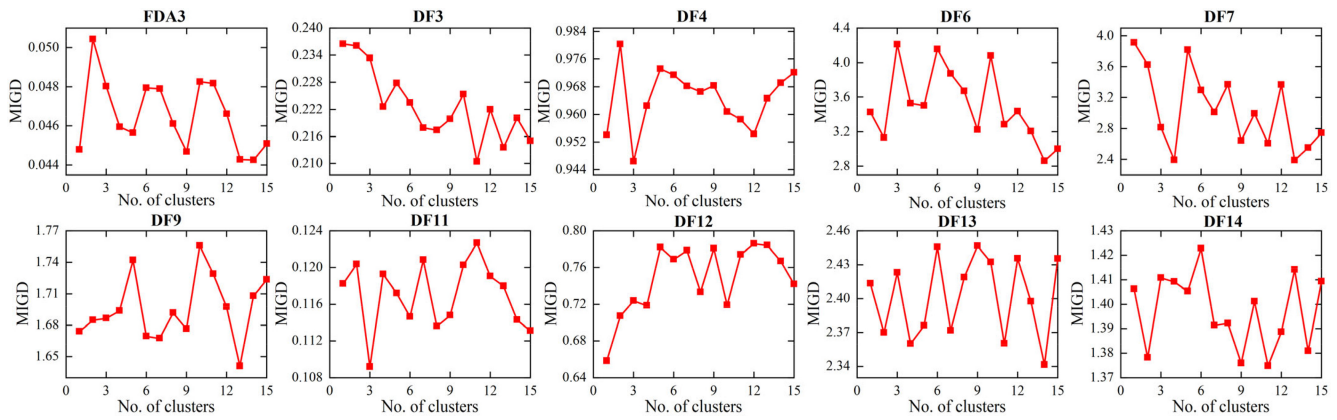 FDA3
0.050
0.048
0.046
0.044
MIGD
0 3 6 9 12 15
No. of clusters
DF3
0.240
0.234
0.228
0.222
0.216
0.210
MIGD
0 3 6 9 12 15
No. of clusters
DF4
0.984
0.976
0.968
0.960
0.952
0.944
MIGD
0 3 6 9 12 15
No. of clusters
DF6
4.4
4.0
3.6
3.2
2.8
MIGD
0 3 6 9 12 15
No. of clusters
DF7
4.0
3.6
3.2
2.8
2.4
MIGD
0 3 6 9 12 15
No. of clusters
DF9
1.77
1.74
1.71
1.68
1.65
MIGD
0 3 6 9 12 15
No. of clusters
DF11
0.124
0.120
0.116
0.112
0.108
MIGD
0 3 6 9 12 15
No. of clusters
DF12
0.80
0.76
0.72
0.68
0.64
MIGD
0 3 6 9 12 15
No. of clusters
DF13
2.46
2.43
2.40
2.37
2.34
MIGD
0 3 6 9 12 15
No. of clusters
DF14
1.43
1.42
1.41
1.40
1.39
1.38
1.37
MIGD
0 3 6 9 12 15
No. of clusters